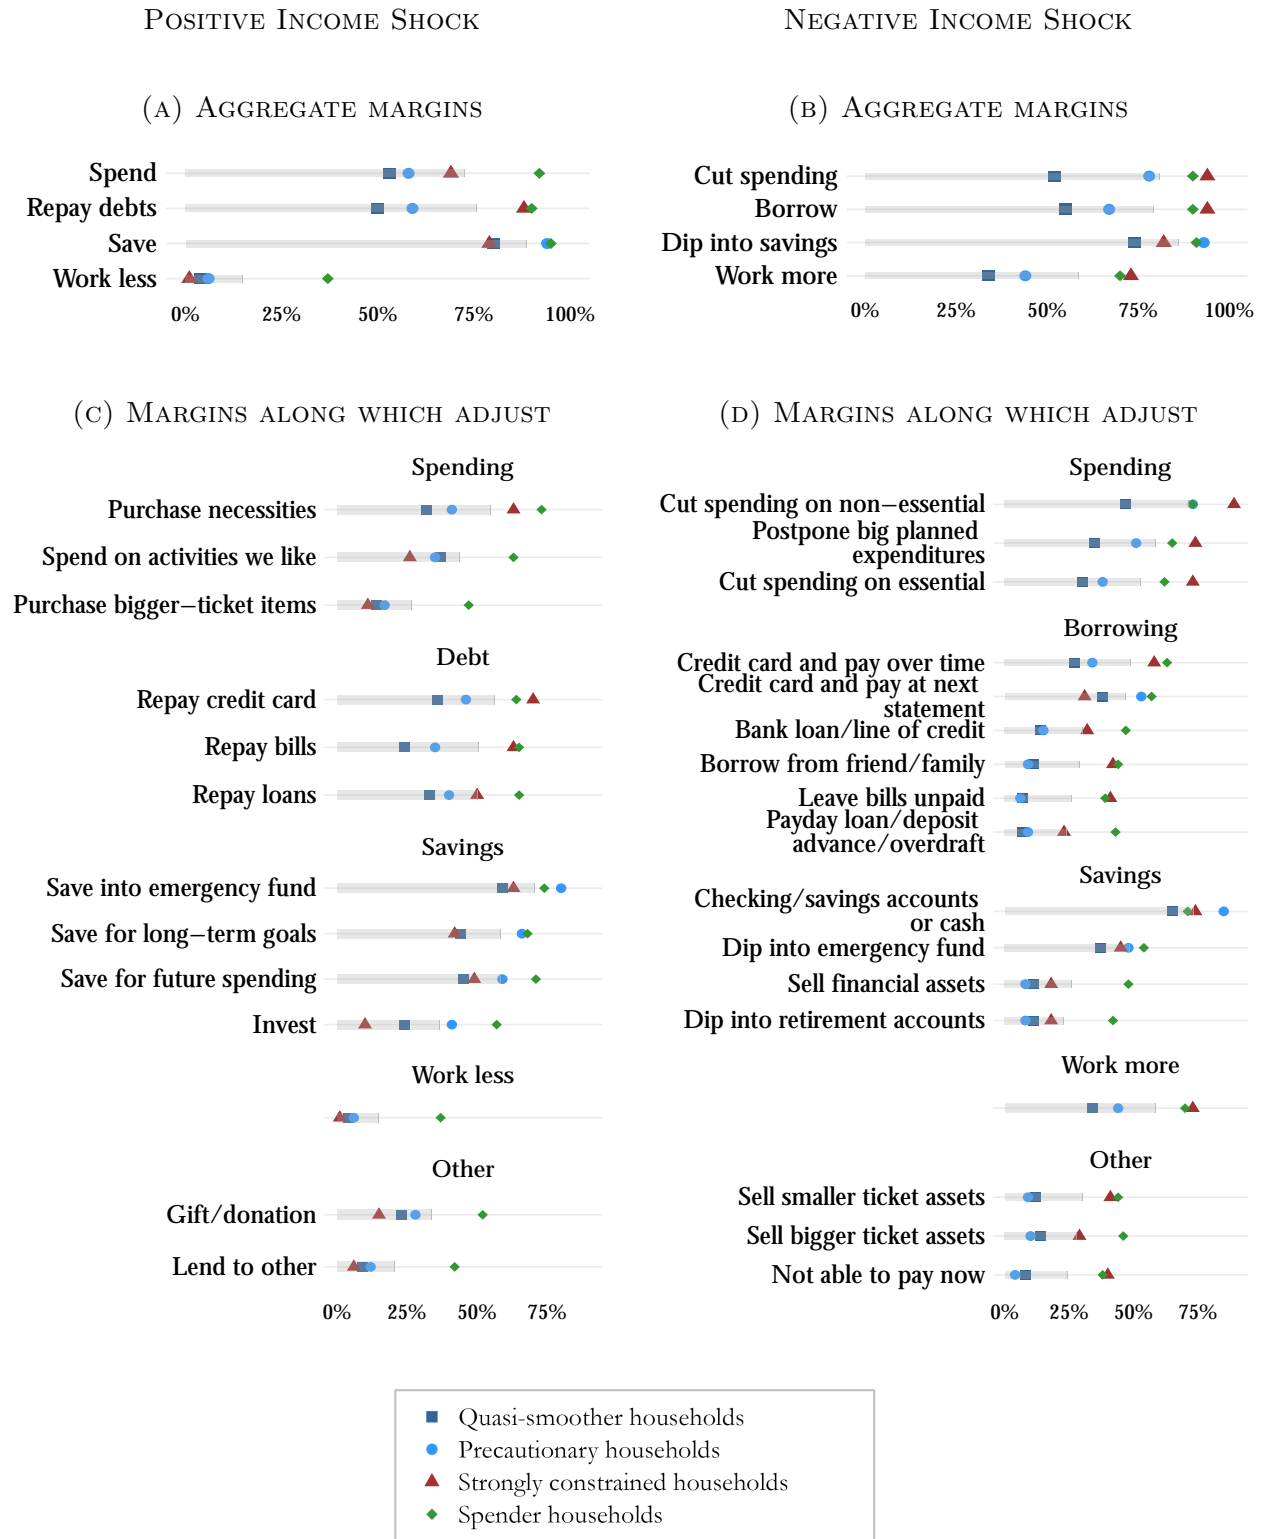 POSITIVE INCOME SHOCK
NEGATIVE INCOME SHOCK
(A) AGGREGATE MARGINS
Spend
Repay debts
Save
Work less
0% 25% 50% 75% 100%
(B) AGGREGATE MARGINS
Cut spending
Borrow
Dip into savings
Work more
0% 25% 50% 75% 100%
(C) MARGINS ALONG WHICH ADJUST
Spending
Purchase necessities
Spend on activities we like
Purchase bigger–ticket items
Debt
Repay credit card
Repay bills
Repay loans
Savings
Save into emergency fund
Save for long–term goals
Save for future spending
Invest
Work less
Other
Gift/donation
Lend to other
0% 25% 50% 75%
(D) MARGINS ALONG WHICH ADJUST
Spending
Cut spending on non–essential
Postpone big planned
expenditures
Cut spending on essential
Borrowing
Credit card and pay over time
Credit card and pay at next
statement
Bank loan/line of credit
Borrow from friend/family
Leave bills unpaid
Payday loan/deposit
advance/overdraft
Savings
Checking/savings accounts
or cash
Dip into emergency fund
Sell financial assets
Dip into retirement accounts
Work more
Other
Sell smaller ticket assets
Sell bigger ticket assets
Not able to pay now
0% 25% 50% 75%
Quasi-smoother households
Precautionary households
Strongly constrained households
Spender households